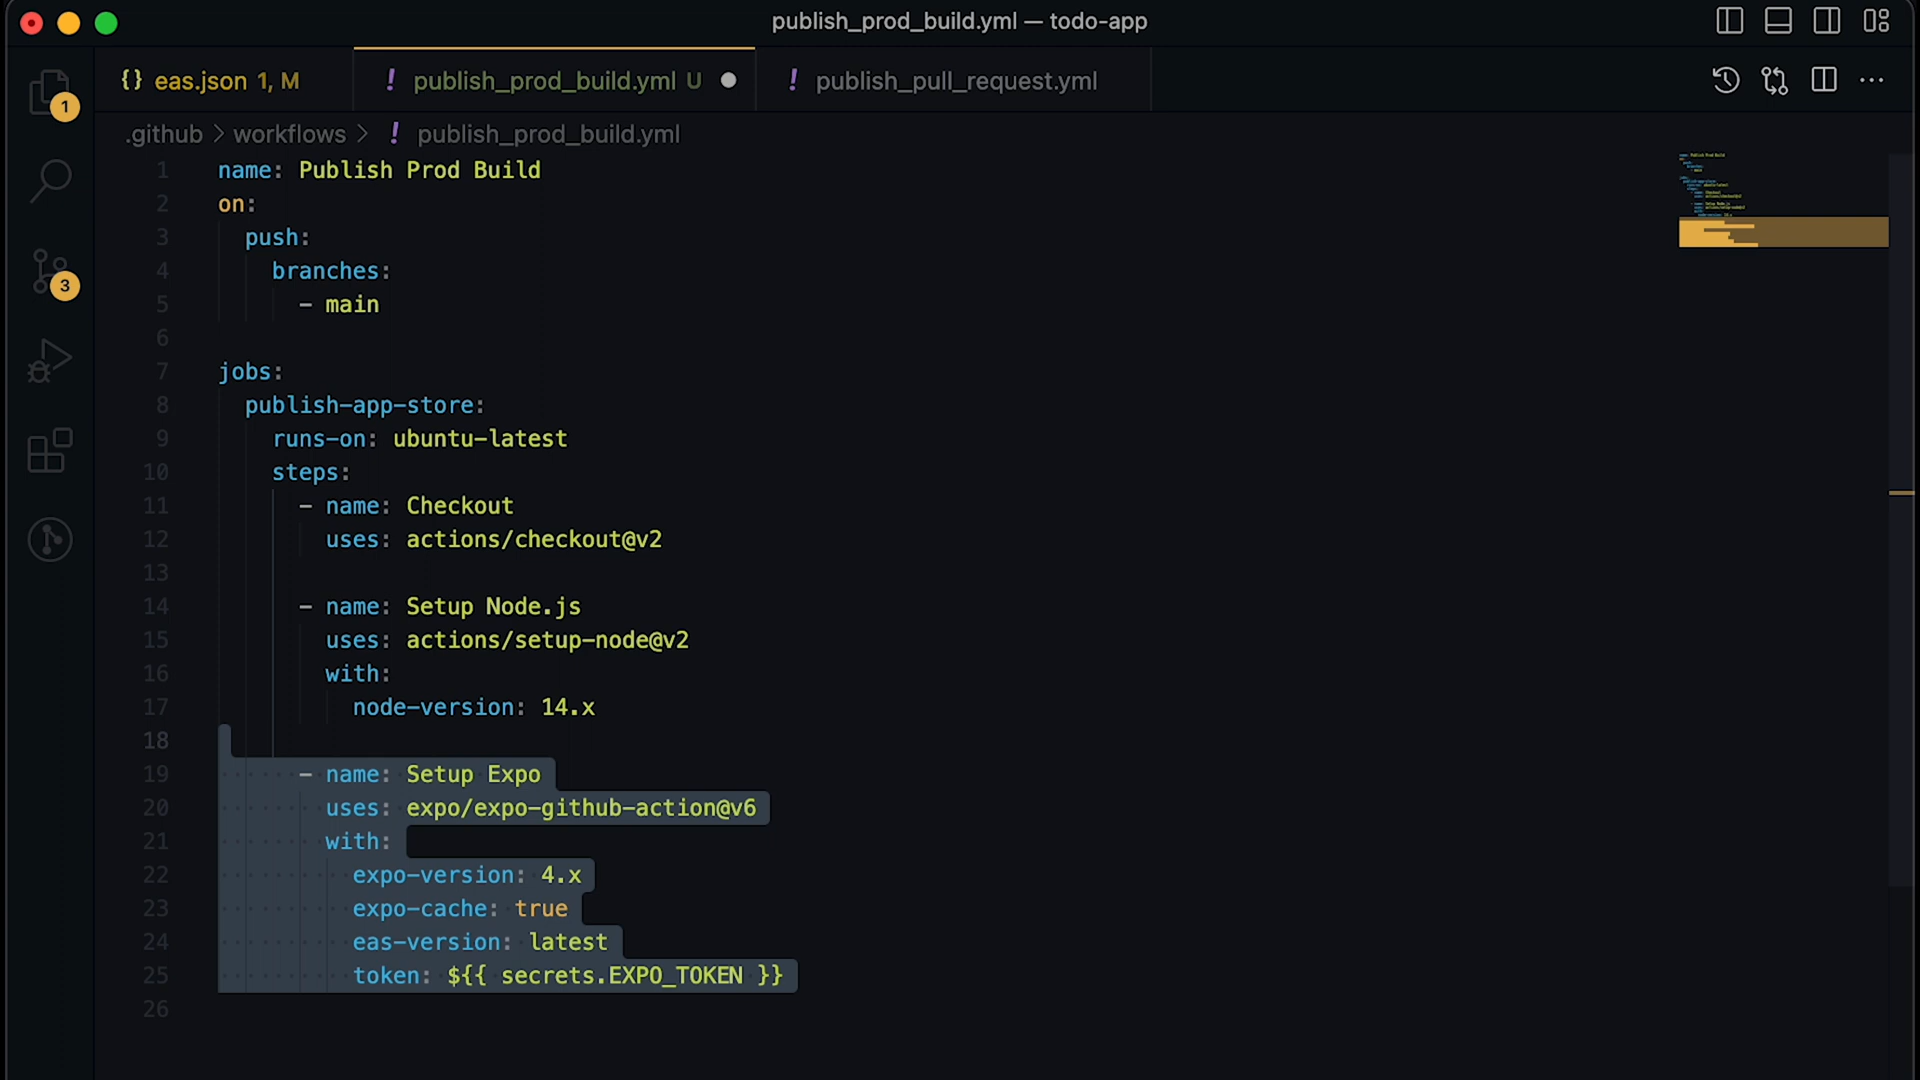 publish_prod_build.yml — todo-app
{} eas.json 1, M
! publish_prod_build.yml U
! publish_pull_request.yml
.github > workflows > ! publish_prod_build.yml
1
3
1 name: Publish Prod Build
2 on:
3 push:
4 branches:
5 - main
6
7 jobs:
8 publish-app-store:
9 runs-on: ubuntu-latest
10 steps:
11 - name: Checkout
12 uses: actions/checkout@v2
13
14 - name: Setup Node.js
15 uses: actions/setup-node@v2
16 with:
17 node-version: 14.x
18
19 - name: Setup Expo
20 uses: expo/expo-github-action@v6
21 with:
22 expo-version: 4.x
23 expo-cache: true
24 eas-version: latest
25 token: ${{ secrets.EXPO_TOKEN }}
26